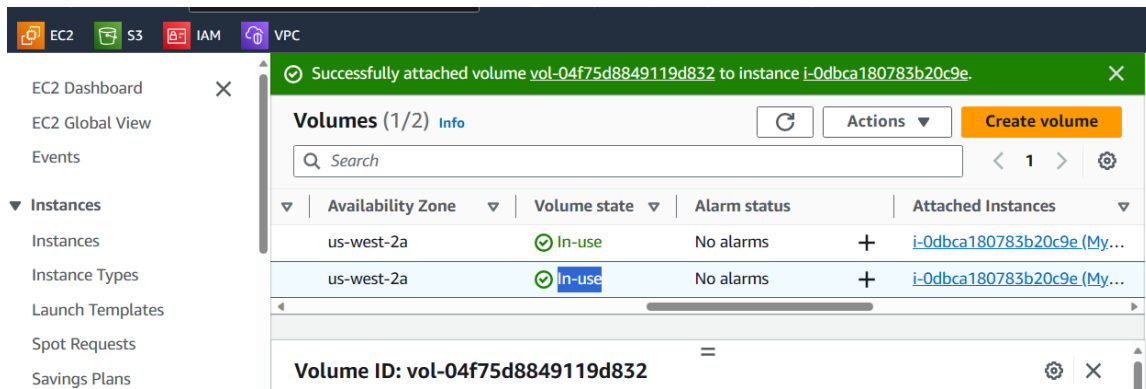 EC2 S3 IAM VPC
EC2 Dashboard
EC2 Global View
Events
Instances
Instances
Instance Types
Launch Templates
Spot Requests
Savings Plans
Successfully attached volume vol-04f75d8849119d832 to instance i-0dbca180783b20c9e.
Volumes (1/2) Info
Actions
Create volume
Search
1
Availability Zone Volume state Alarm status Attached Instances
us-west-2a In-use No alarms + i-0dbca180783b20c9e (My...
us-west-2a In-use No alarms + i-0dbca180783b20c9e (My...
Volume ID: vol-04f75d8849119d832